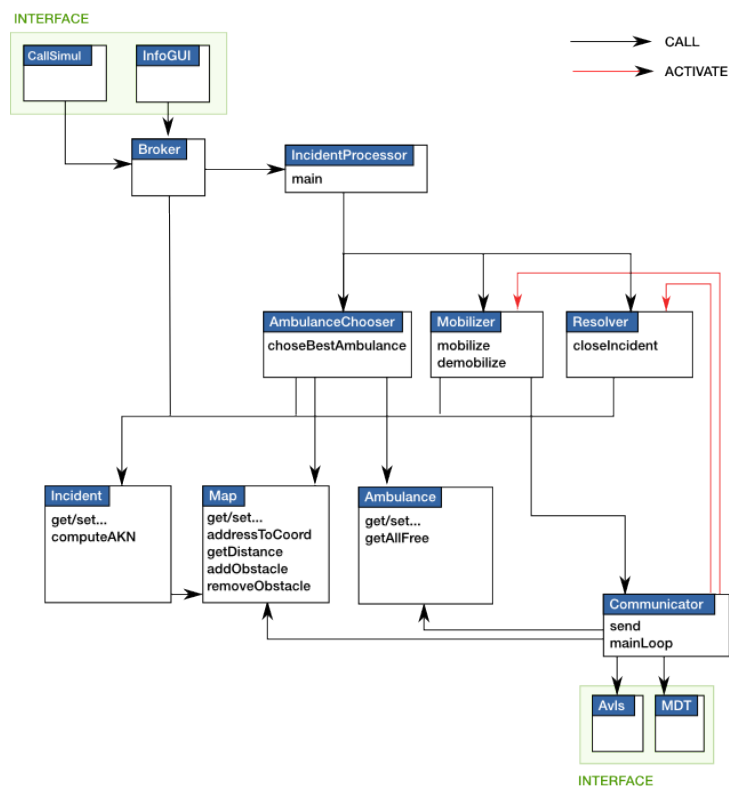 INTERFACE
CallSimul
InfoGUI
CALL
ACTIVATE
Broker
IncidentProcessor
main
AmbulanceChooser
choseBestAmbulance
Mobilizer
mobilize
demobilize
Resolver
closeIncident
Incident
get/set...
computeAKN
Map
get/set...
addressToCoord
getDistance
addObstacle
removeObstacle
Ambulance
get/set...
getAllFree
Communicator
send
mainLoop
Avls
MDT
INTERFACE